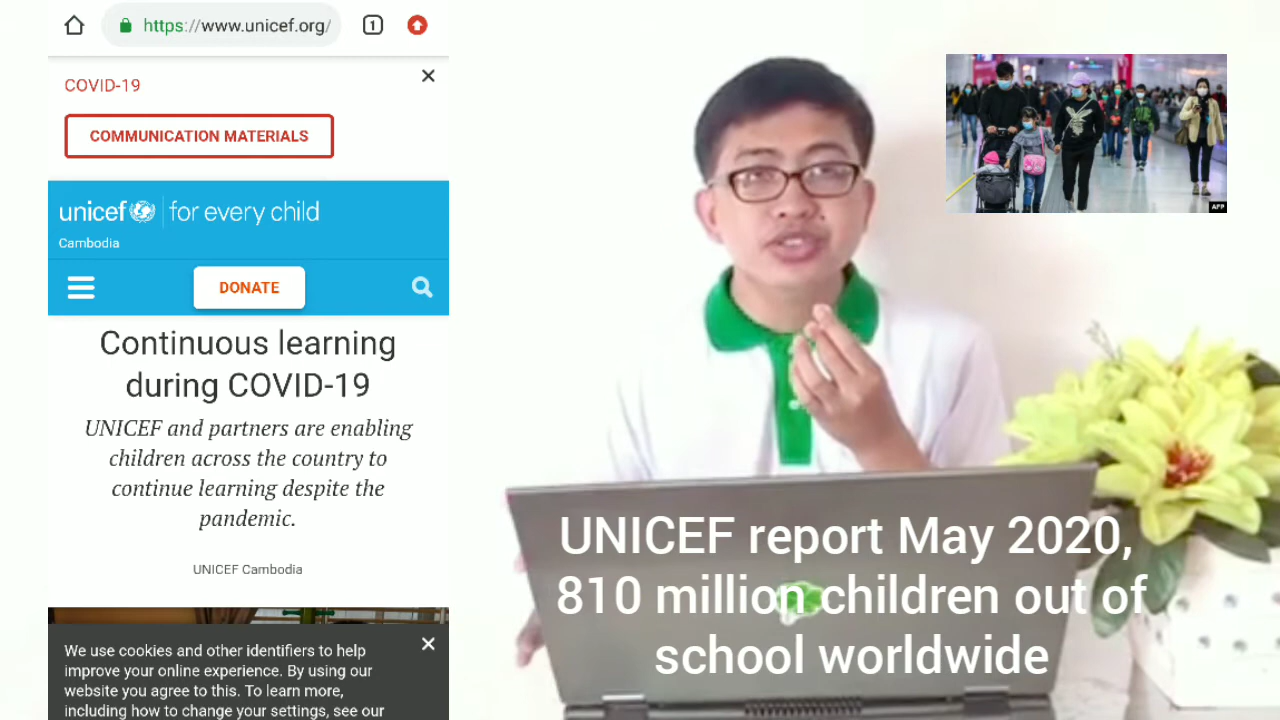 https://www.unicef.org/
1
COVID-19
COMMUNICATION MATERIALS
unicef for every child
Cambodia
DONATE
Continuous learning
during COVID-19
UNICEF and partners are enabling
children across the country to
continue learning despite the
pandemic.
UNICEF Cambodia
We use cookies and other identifiers to help
improve your online experience. By using our
website you agree to this. To learn more,
including how to change your settings, see our
AFP
UNICEF report May 2020,
810 million children out of
school worldwide